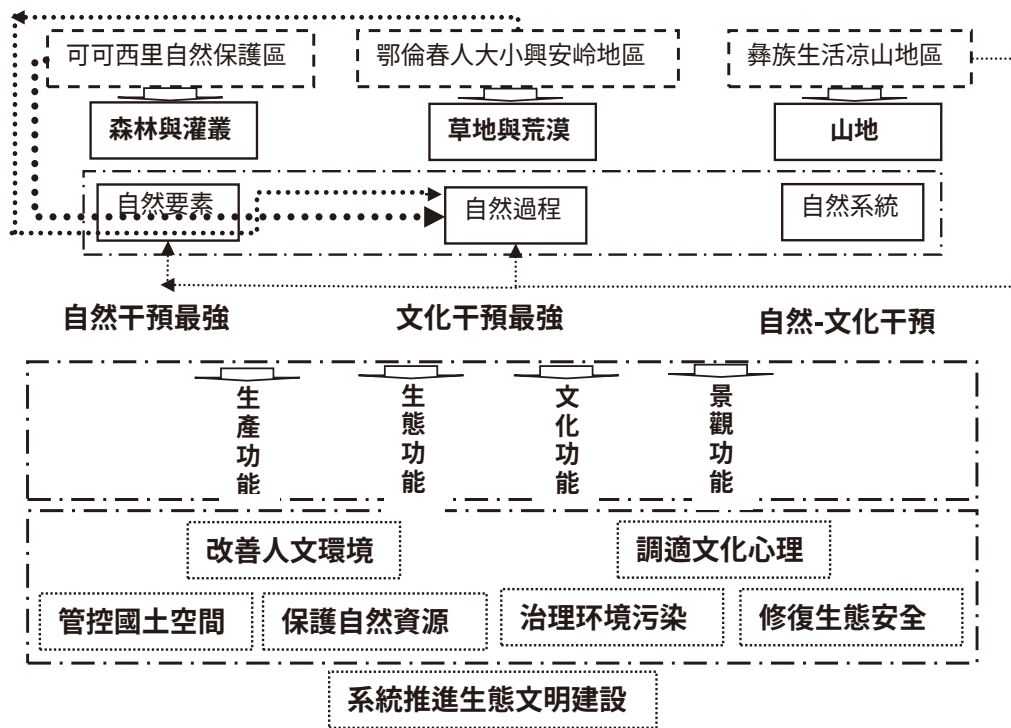 可可西里自然保護區
鄂倫春人大小興安岭地區
彝族生活凉山地區
森林與灌叢
草地與荒漠
山地
自然要素
自然過程
自然系統
自然干預最強
文化干預最強
自然-文化干預
生產功能
生態功能
文化功能
景觀功能
改善人文環境
調適文化心理
管控國土空間
保護自然資源
治理环境污染
修復生態安全
系統推進生態文明建設